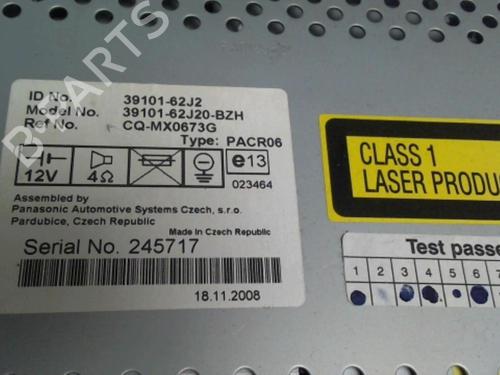 B-PARTS
ID No. 39101-62J2
Model No. 39101-62J20-BZH
Ref No. CQ-MX0673G
Type: PACR06
12V 4Ω e13
023464
Assembled by
Panasonic Automotive Systems Czech, s.r.o.
Pardubice, Czech Republic
Made in Czech Republic
Serial No. 245717
18.11.2008
CLASS 1
LASER PRODUC
Test passe
1 2 3 4 5 6 7